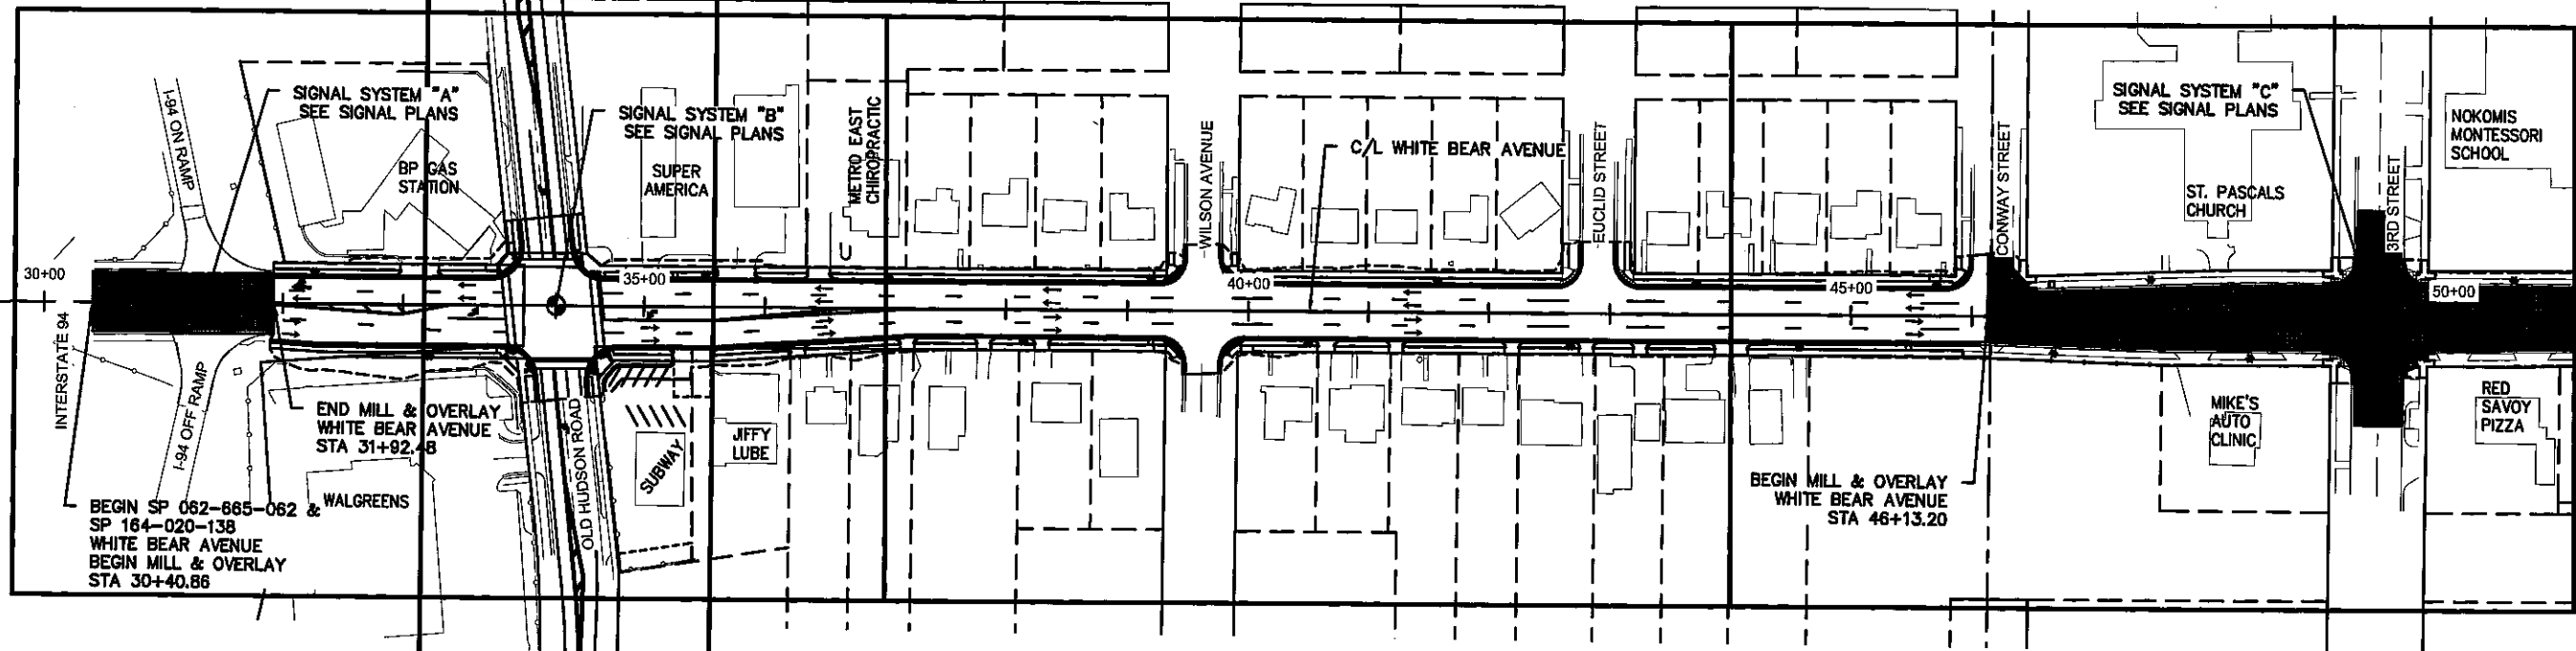 SIGNAL SYSTEM "A"
SEE SIGNAL PLANS
SIGNAL SYSTEM "B"
SEE SIGNAL PLANS
SIGNAL SYSTEM "C"
SEE SIGNAL PLANS
I-94 ON RAMP
BP GAS
STATION
SUPER
AMERICA
METRO EAST
CHIROPRACTIC
WILSON AVENUE
C/L WHITE BEAR AVENUE
EUCLID STREET
CONWAY STREET
ST. PASCALS
CHURCH
3RD STREET
NOKOMIS
MONTESSORI
SCHOOL
30+00
35+00
40+00
45+00
50+00
INTERSTATE 94
I-94 OFF RAMP
END MILL & OVERLAY
WHITE BEAR AVENUE
STA 31+92.48
OLD HUDSON ROAD
SUBWAY
JIFFY
LUBE
WALGREENS
BEGIN SP 062-665-062 &
SP 164-020-138
WHITE BEAR AVENUE
BEGIN MILL & OVERLAY
STA 30+40.86
BEGIN MILL & OVERLAY
WHITE BEAR AVENUE
STA 46+13.20
MIKE'S
AUTO
CLINIC
RED
SAVOY
PIZZA